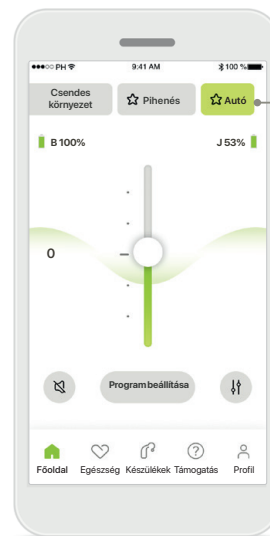 PH 9:41 AM 100 %
Csendes környezet
Pihenés
Autó
B 100% J 53%
0
Program beállítása
Főoldal Egészség Készülékek Támogatás Profil